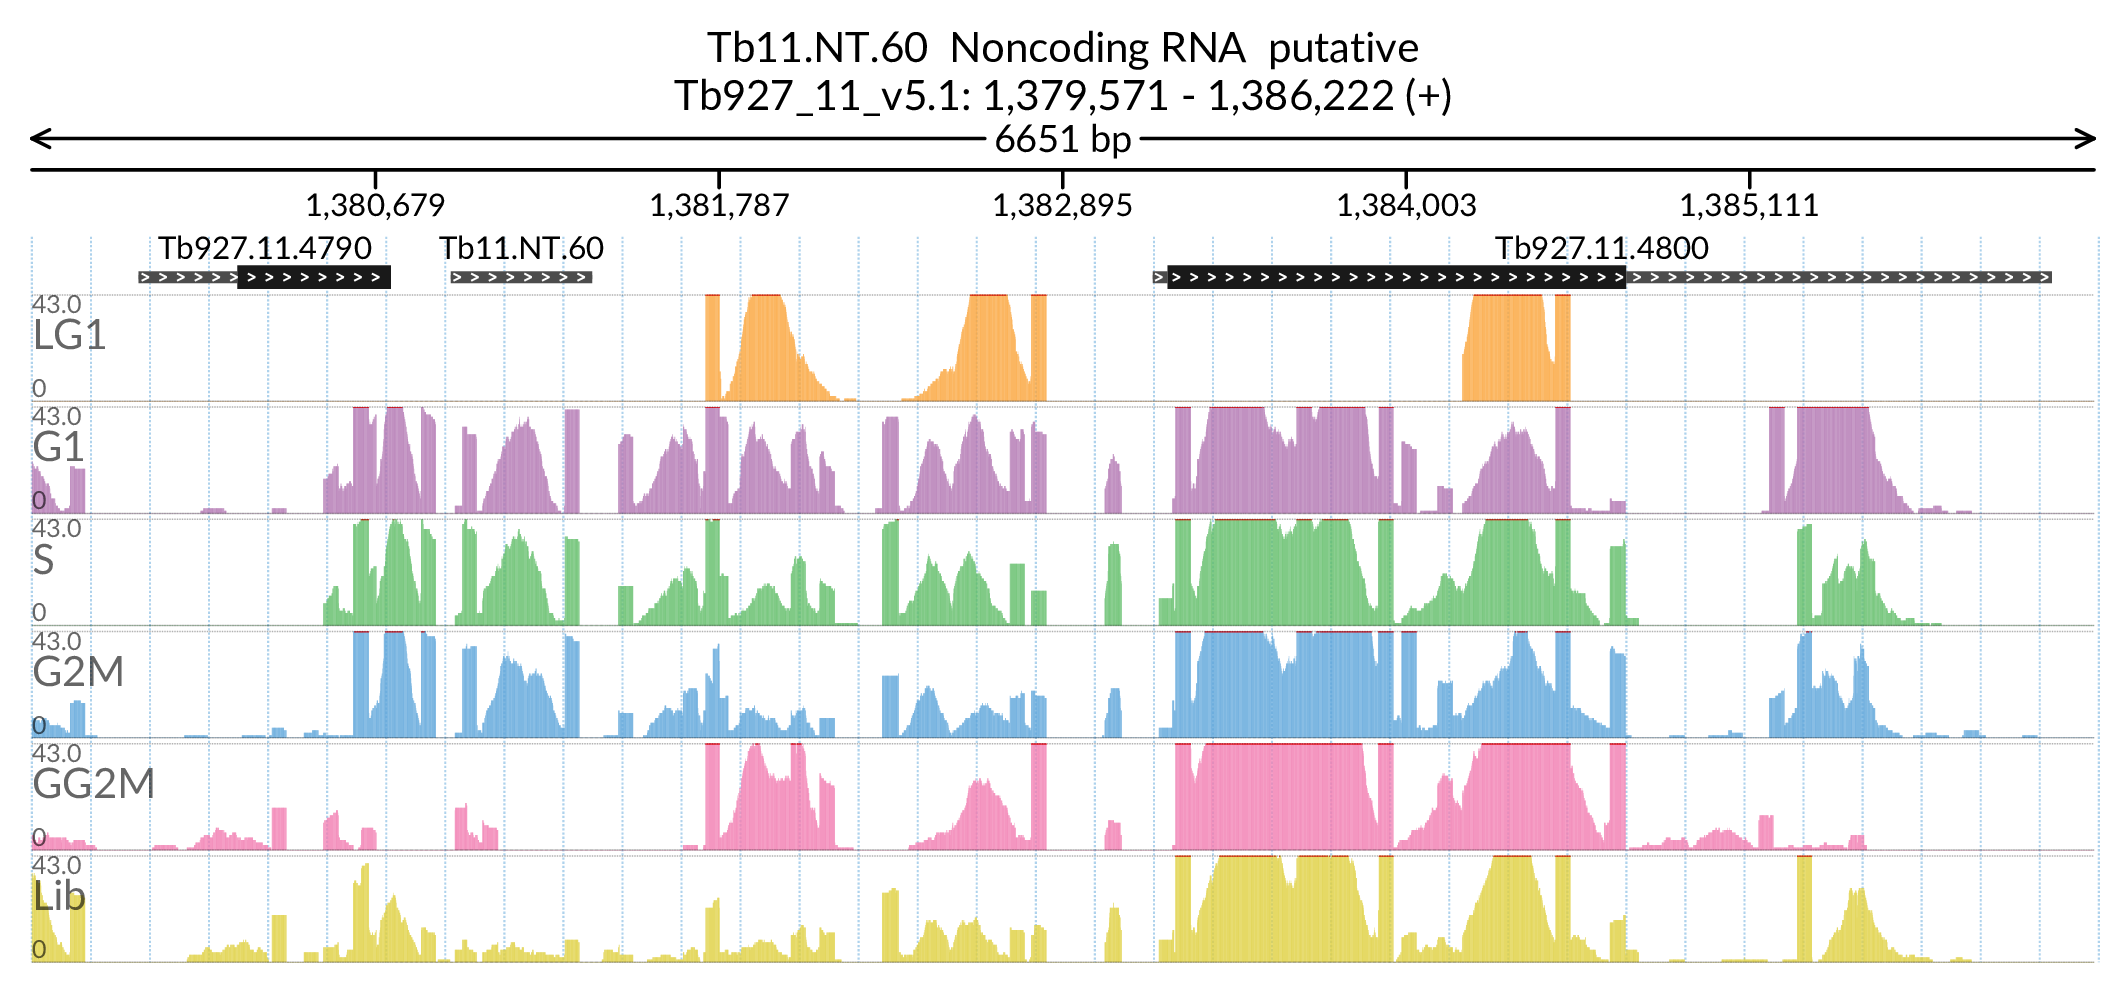 Tb11.NT.60 Noncoding RNA putative
Tb927_11_v5.1: 1,379,571 - 1,386,222 (+)
6651 bp
1,380,679 1,381,787 1,382,895 1,384,003 1,385,111
Tb927.11.4790 Tb11.NT.60 Tb927.11.4800
43.0
LG1
0
43.0
G1
0
43.0
S
0
43.0
G2M
0
43.0
GG2M
0
43.0
Lib
0